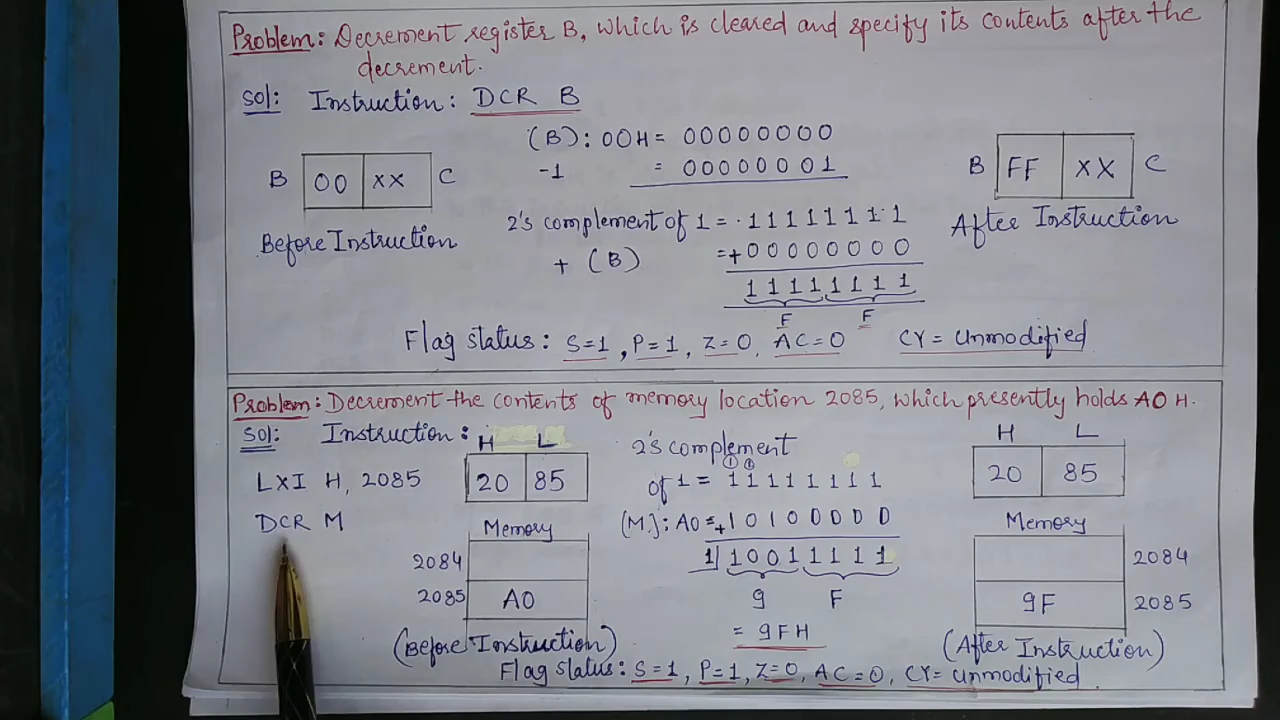 Problem: Decrement register B, which is cleared and specify its contents after the
decrement.
Sol: Instruction: DCR B
(B): 00H = 00000000
-1 = 00000001
B 00 XX C
B FF XX C
2's complement of 1 = 11111111
+ (B) =+00000000
11111111
F F
Before Instruction
After Instruction
Flag status: S=1, P=1, Z=0, AC=0 CY= Unmodified
Problem: Decrement the contents of memory location 2085, which presently holds A0 H.
Sol: Instruction: H L
2's complement
H L
LXI H, 2085
20 85
of 1 = 11111111
20 85
DCR M
Memory
(M): A0 =+10100000
Memory
2084
1 10011111
2084
2085 A0
9 F
9F 2085
= 9FH
(Before Instruction)
(After Instruction)
Flag status: S=1, P=1, Z=0, AC=0, CY= Unmodified